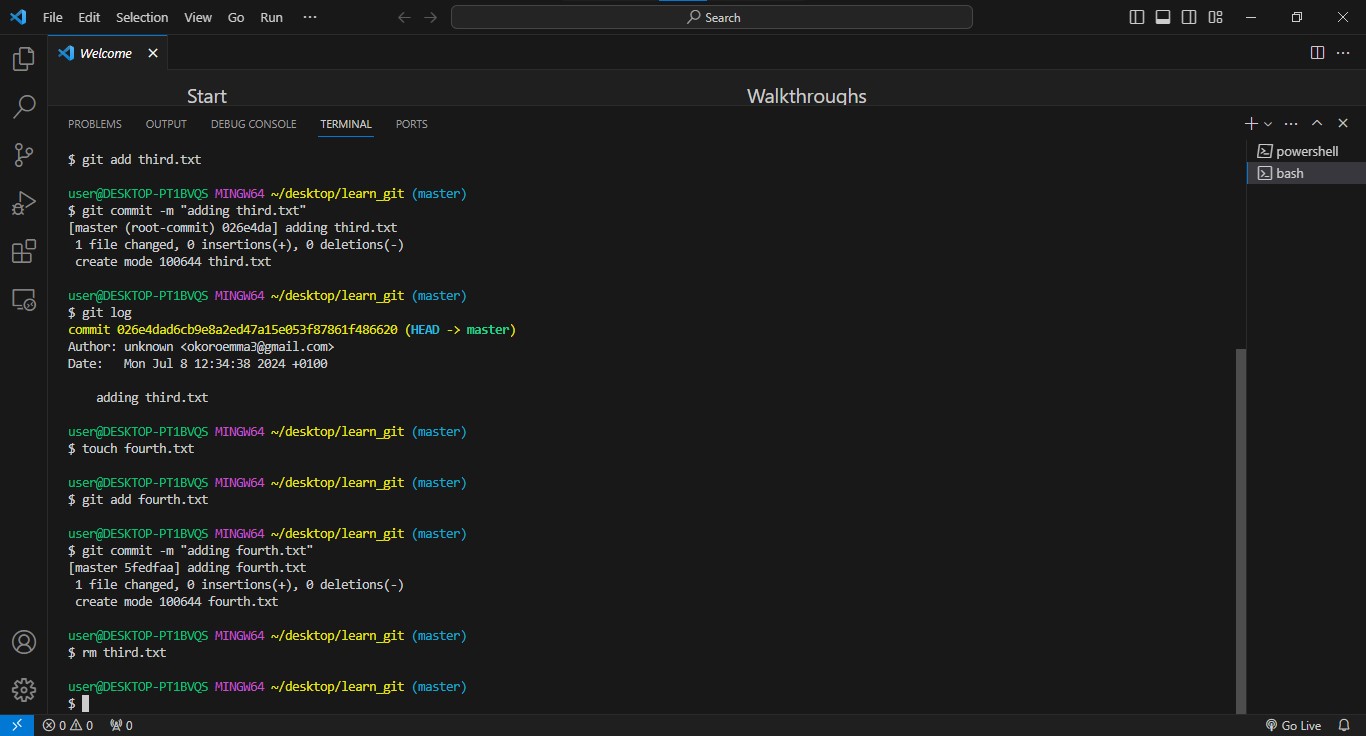 File Edit Selection View Go Run ···
Search
Welcome
Start
Walkthroughs
PROBLEMS OUTPUT DEBUG CONSOLE TERMINAL PORTS
powershell
bash
$ git add third.txt
user@DESKTOP-PT1BVQS MINGW64 ~/desktop/learn_git (master)
$ git commit -m "adding third.txt"
[master (root-commit) 026e4da] adding third.txt
1 file changed, 0 insertions(+), 0 deletions(-)
create mode 100644 third.txt
user@DESKTOP-PT1BVQS MINGW64 ~/desktop/learn_git (master)
$ git log
commit 026e4dad6cb9e8a2ed47a15e053f87861f486620 (HEAD -> master)
Author: unknown <okoroemma3@gmail.com>
Date:   Mon Jul 8 12:34:38 2024 +0100
adding third.txt
user@DESKTOP-PT1BVQS MINGW64 ~/desktop/learn_git (master)
$ touch fourth.txt
user@DESKTOP-PT1BVQS MINGW64 ~/desktop/learn_git (master)
$ git add fourth.txt
user@DESKTOP-PT1BVQS MINGW64 ~/desktop/learn_git (master)
$ git commit -m "adding fourth.txt"
[master 5fedfaa] adding fourth.txt
1 file changed, 0 insertions(+), 0 deletions(-)
create mode 100644 fourth.txt
user@DESKTOP-PT1BVQS MINGW64 ~/desktop/learn_git (master)
$ rm third.txt
user@DESKTOP-PT1BVQS MINGW64 ~/desktop/learn_git (master)
$
0 0 0 Go Live